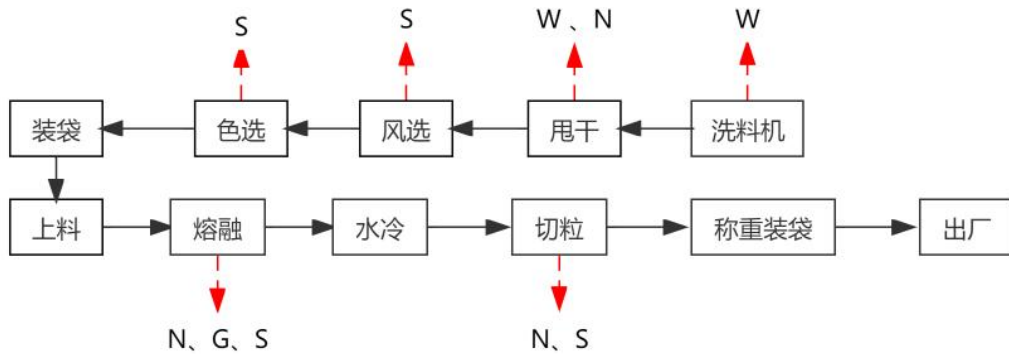 S S W 、N W
装袋 色选 风选 甩干 洗料机
上料 熔融 水冷 切粒 称重装袋 出厂
N、G、S N、S